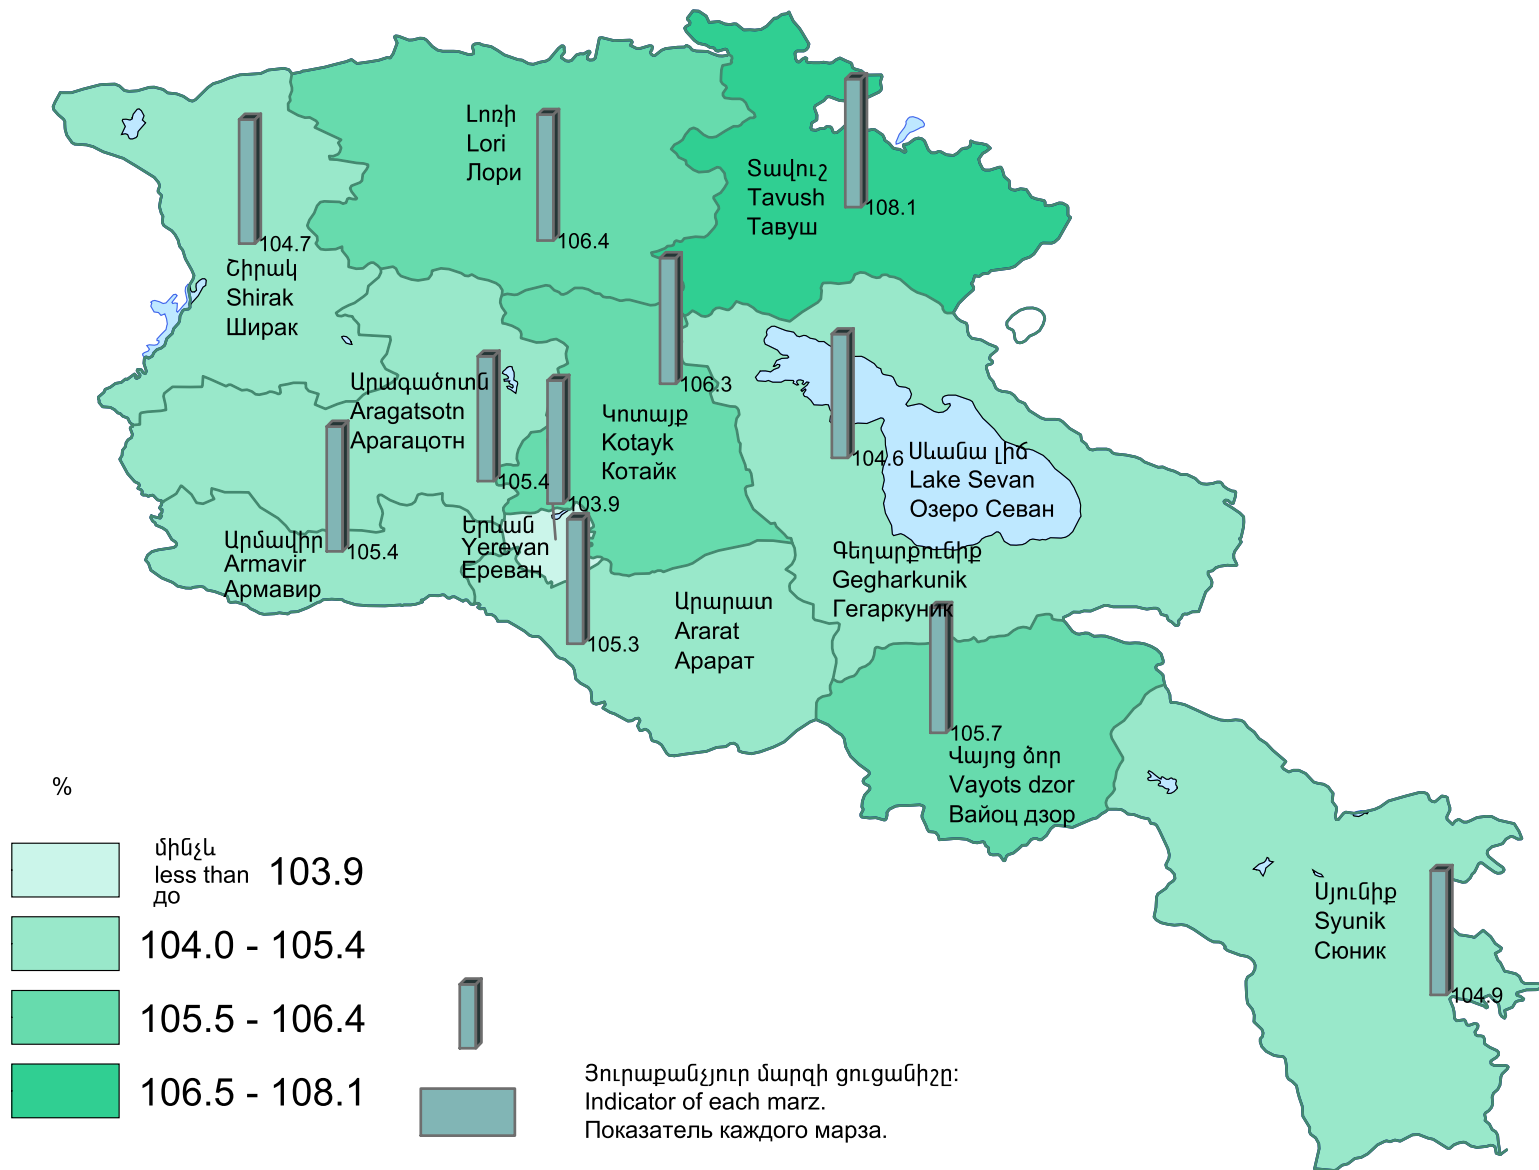 Լոռի
Lori
Лори
106.4
Տավուշ
Tavush
Тавуш
108.1
104.7
Շիրակ
Shirak
Ширак
Արագածոտն
Aragatsotn
Арагацотн
105.4
106.3
Կոտայք
Kotayk
Котайк
104.6
Սևանա լիճ
Lake Sevan
Озеро Севан
103.9
Երևան
Yerevan
Ереван
Արմավիր
Armavir
Армавир
105.4
Գեղարքունիք
Gegharkunik
Гегаркуник
Արարատ
Ararat
Арарат
105.3
105.7
Վայոց ձոր
Vayots dzor
Вайоц дзор
Սյունիք
Syunik
Сюник
104.9
%
մինչև
less than 103.9
до
104.0 - 105.4
105.5 - 106.4
106.5 - 108.1
Յուրաքանչյուր մարզի ցուցանիշը:
Indicator of each marz.
Показатель каждого марза.